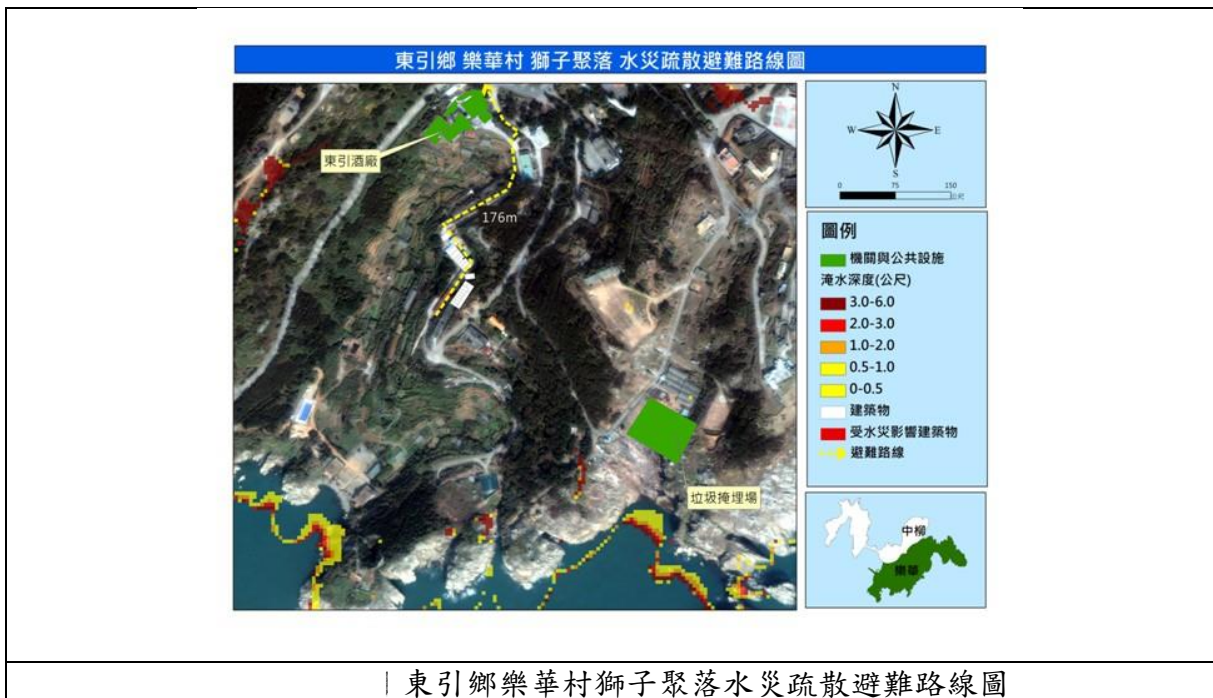 東引鄉 樂華村 獅子聚落 水災疏散避難路線圖
東引酒廠
176m
垃圾掩埋場
N
W E
S
0 75 150
公尺
圖例
機關與公共設施
淹水深度(公尺)
3.0-6.0
2.0-3.0
1.0-2.0
0.5-1.0
0-0.5
建築物
受水災影響建築物
避難路線
中柳
樂華
東引鄉樂華村獅子聚落水災疏散避難路線圖